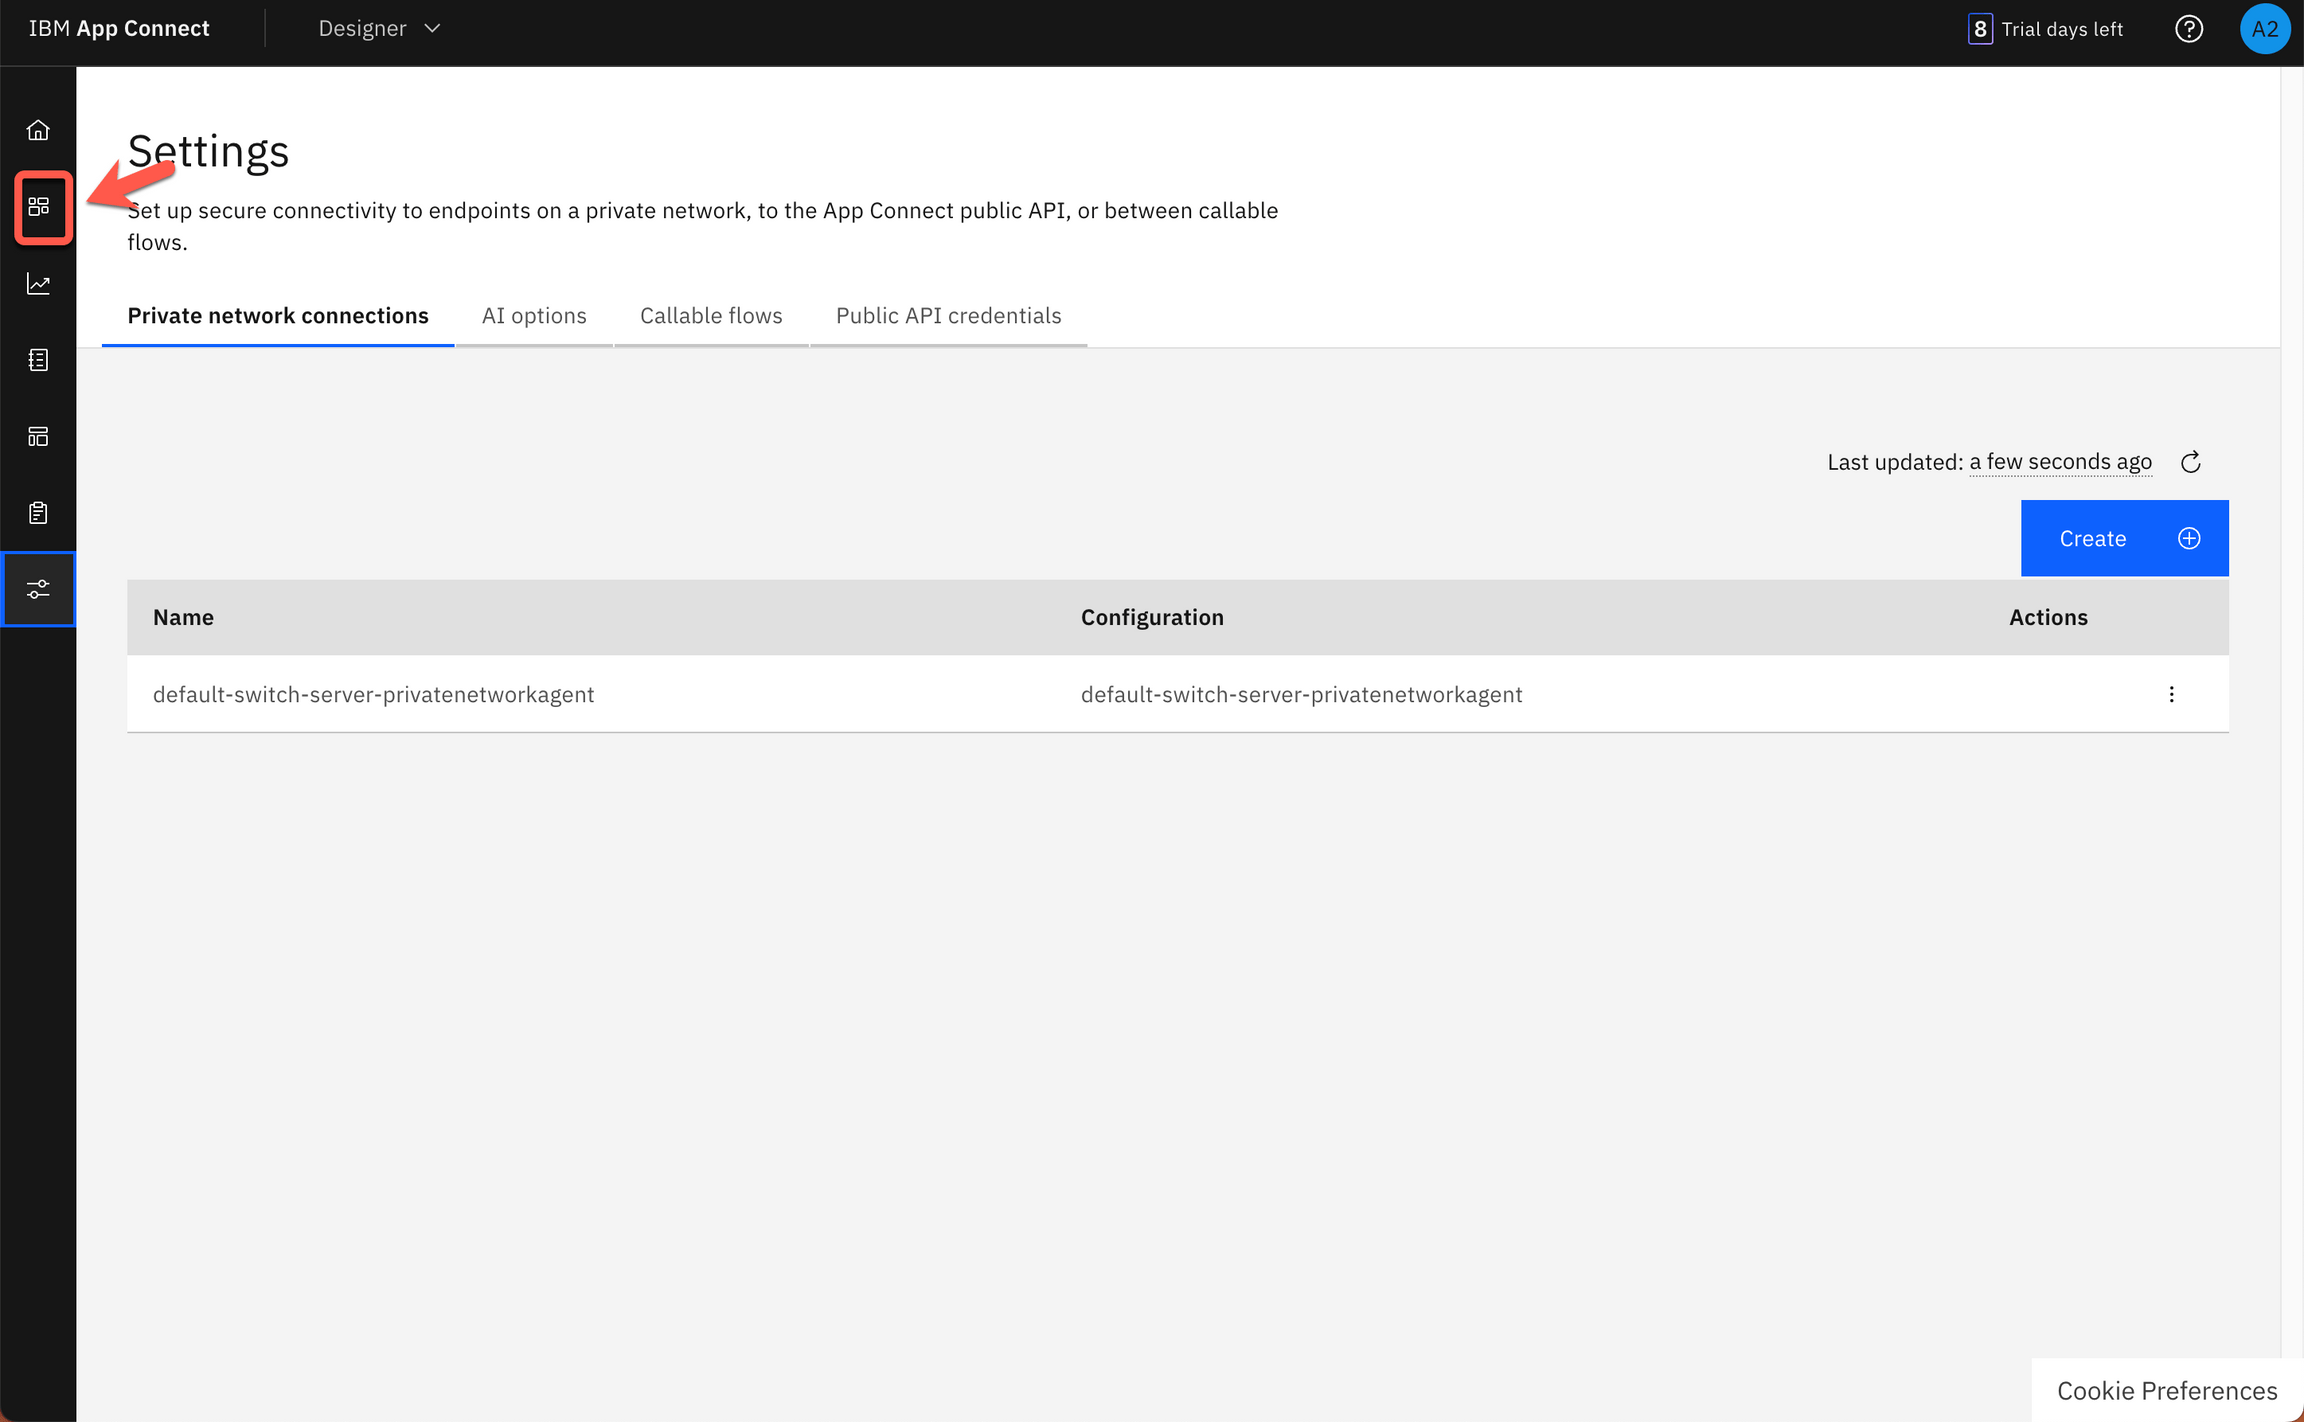 IBM App Connect
Designer
8 Trial days left
A2
Settings
Set up secure connectivity to endpoints on a private network, to the App Connect public API, or between callable
flows.
Private network connections
AI options
Callable flows
Public API credentials
Last updated: a few seconds ago
Create
Name
Configuration
Actions
default-switch-server-privatenetworkagent
default-switch-server-privatenetworkagent
Cookie Preferences